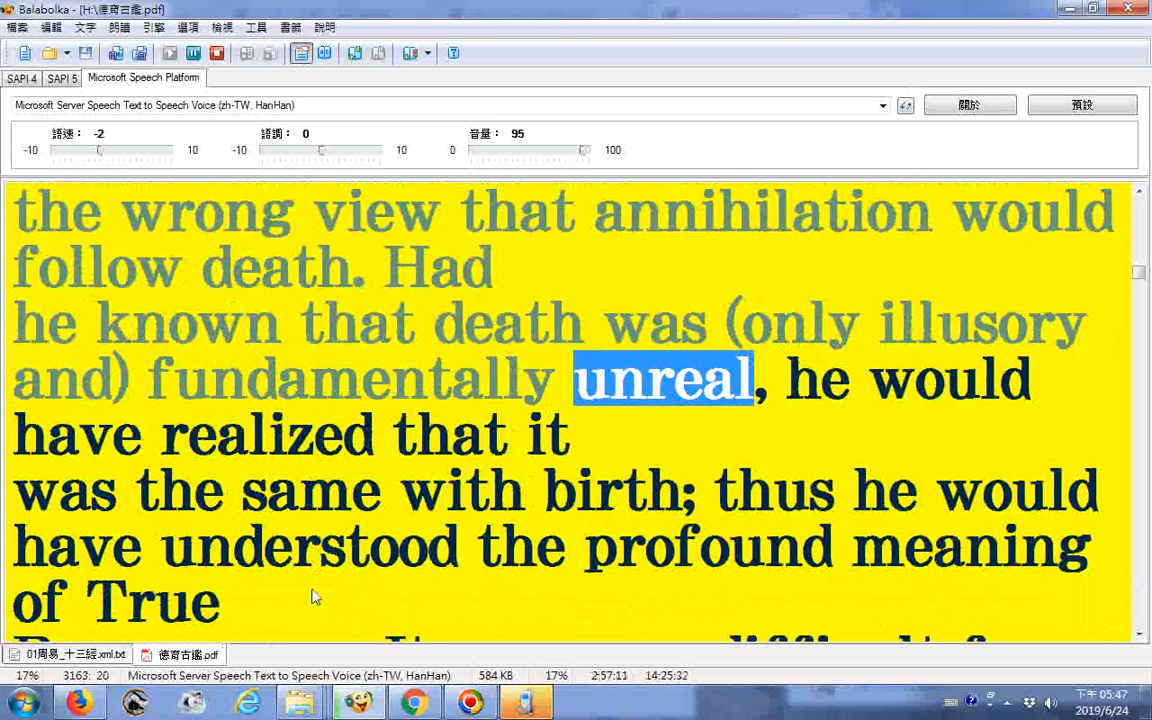 Balabolka - [H:\德育古鑑.pdf]
檔案 編輯 文字 朗讀 引擎 選項 檢視 工具 書籤 說明
SAPI 4 SAPI 5 Microsoft Speech Platform
Microsoft Server Speech Text to Speech Voice (zh-TW, HanHan) 關於 預設
語速： -2 語調： 0 音量： 95
-10 10 -10 10 0 100
the wrong view that annihilation would
follow death. Had
he known that death was (only illusory
and) fundamentally unreal, he would
have realized that it
was the same with birth; thus he would
have understood the profound meaning
of True
01周易_十三經.xml.txt 德育古鑑.pdf
17% 3163: 20 Microsoft Server Speech Text to Speech Voice (zh-TW, HanHan) 17% 584 KB 2:57:11 14:25:32
下午 05:47
2019/6/24